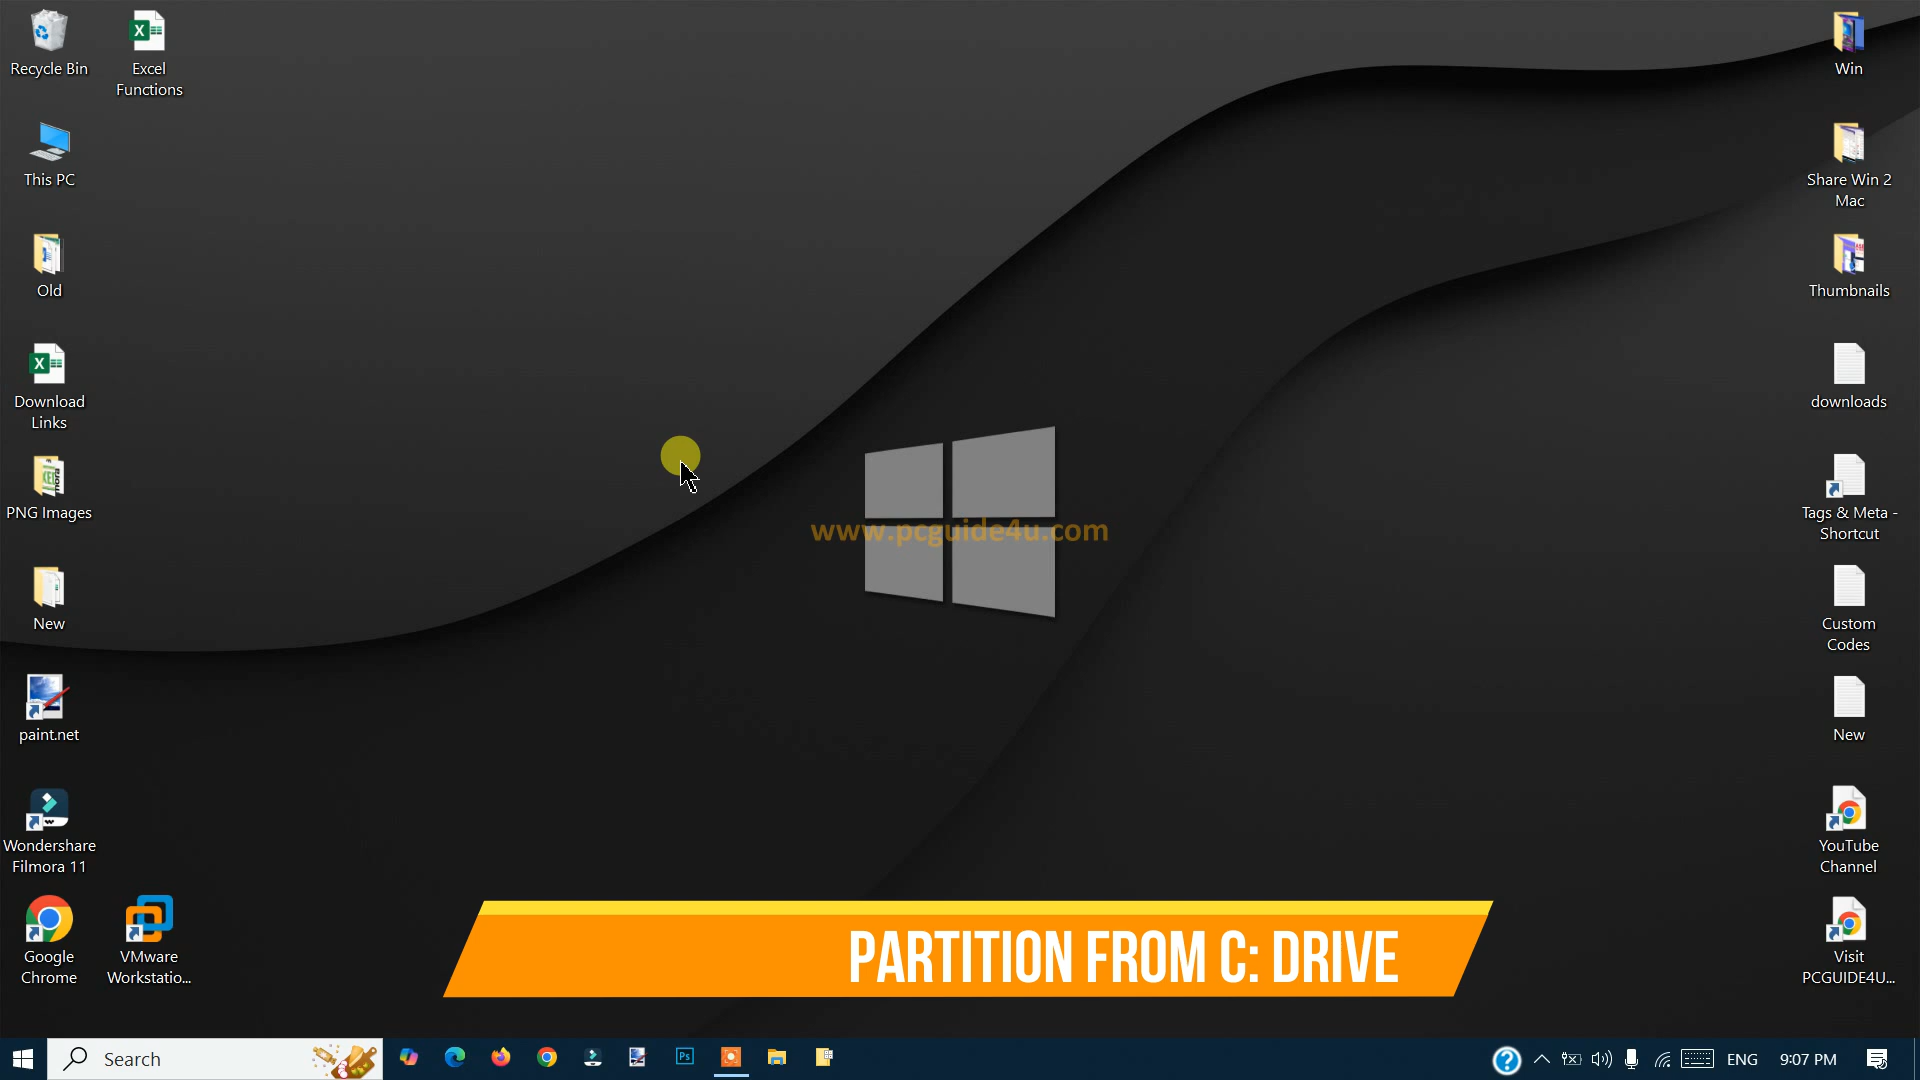 Recycle Bin
Excel
Functions
This PC
Old
Download
Links
PNG Images
New
paint.net
Wondershare
Filmora 11
Google
Chrome
VMware
Workstatio...
Win
Share Win 2
Mac
Thumbnails
downloads
Tags & Meta -
Shortcut
Custom
Codes
New
YouTube
Channel
Visit
PCGUIDE4U...
www.pcguide4u.com
PARTITION FROM C: DRIVE
Search
Ps
ENG
9:07 PM